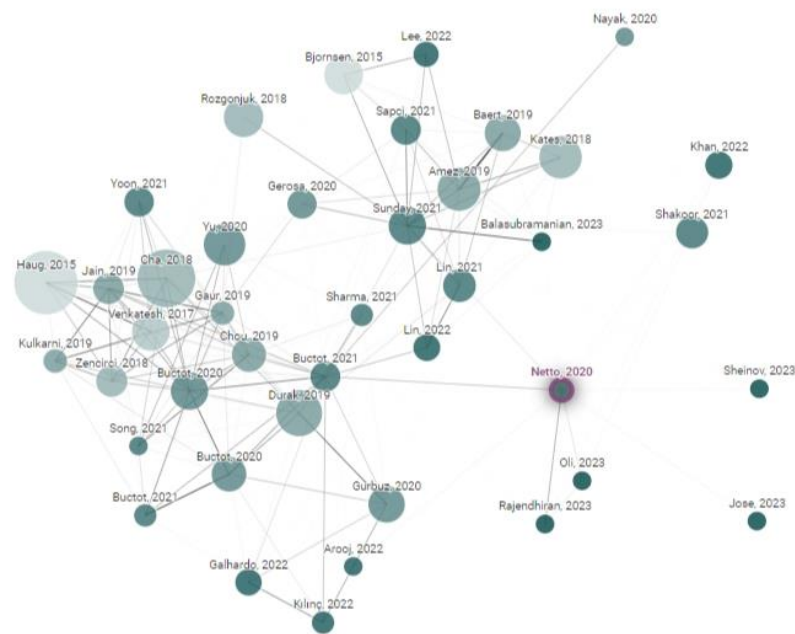 Nayak, 2020
Lee, 2022
Bjornsen, 2015
Rozgonjuk, 2018
Sapci, 2021
Baert, 2019
Kates, 2018
Khan, 2022
Amez, 2019
Yoon, 2021
Gerosa, 2020
Sunday, 2021
Shakoor, 2021
Balasubramanian, 2023
Yu, 2020
Haug, 2015
Jain, 2019
Cha, 2018
Lin, 2021
Gaur, 2019
Sharma, 2021
Venkatesh, 2017
Kulkarni, 2019
Chou, 2019
Lin, 2022
Zencirci, 2018
Buctot, 2020
Buctot, 2021
Netto, 2020
Sheinov, 2023
Durak, 2019
Song, 2021
Buctot, 2020
Oli, 2023
Gürbüz, 2020
Buctot, 2021
Rajendhiran, 2023
Jose, 2023
Arooj, 2022
Galhardo, 2022
Kılınç, 2022